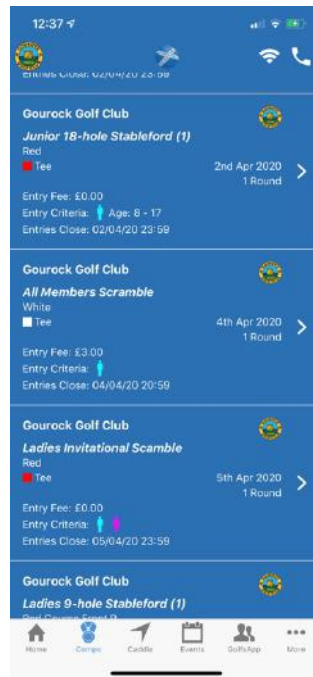 12:37
Entries Close: 02/04/20 23:59
Gourock Golf Club
Junior 18-hole Stableford (1)
Red
Tee
2nd Apr 2020
1 Round
Entry Fee: £0.00
Entry Criteria: Age: 8 - 17
Entries Close: 02/04/20 23:59
Gourock Golf Club
All Members Scramble
White
Tee
4th Apr 2020
1 Round
Entry Fee: £3.00
Entry Criteria:
Entries Close: 04/04/20 20:59
Gourock Golf Club
Ladies Invitational Scamble
Red
Tee
5th Apr 2020
1 Round
Entry Fee: £0.00
Entry Criteria:
Entries Close: 05/04/20 23:59
Gourock Golf Club
Ladies 9-hole Stableford (1)
Red Course Front 9
Home Comps Caddie Events GolfsApp More